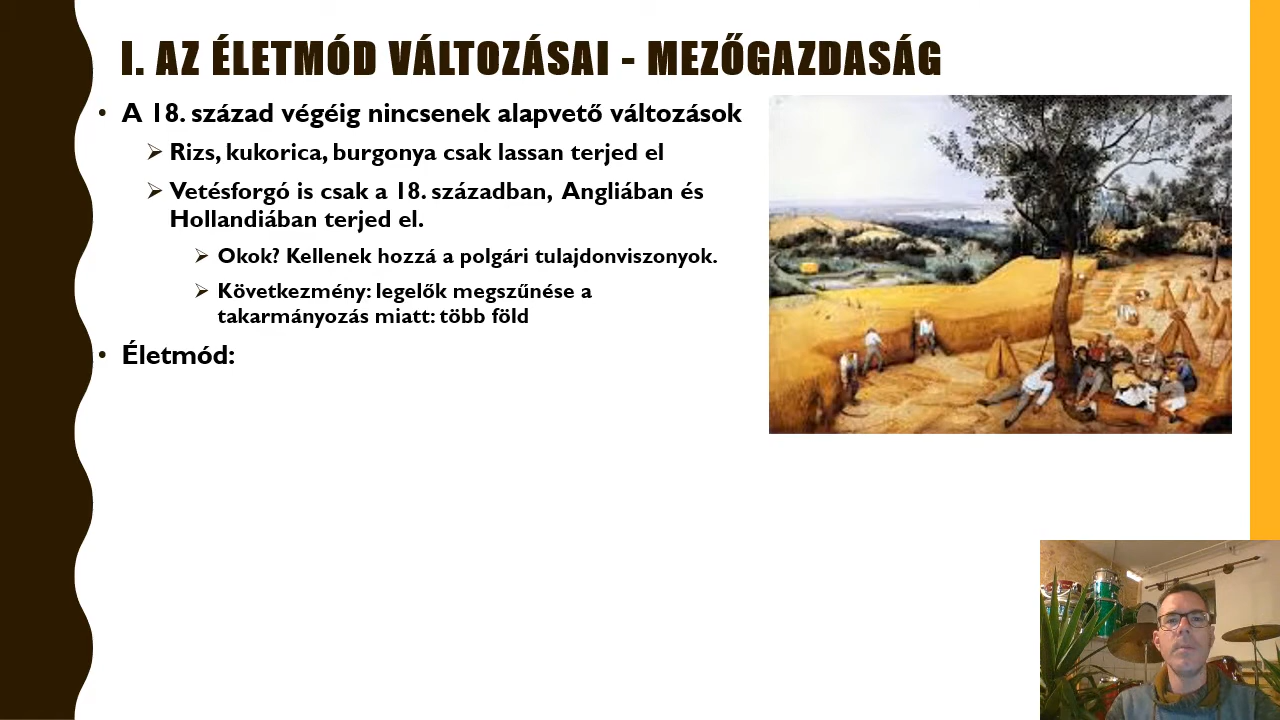 I. AZ ÉLETMÓD VÁLTOZÁSAI - MEZŐGAZDASÁG
• A 18. század végéig nincsenek alapvető változások
➢ Rizs, kukorica, burgonya csak lassan terjed el
➢ Vetésforgó is csak a 18. században, Angliában és
Hollandiában terjed el.
➢ Okok? Kellenek hozzá a polgári tulajdonviszonyok.
➢ Következmény: legelők megszűnése a
takarmányozás miatt: több föld
• Életmód: